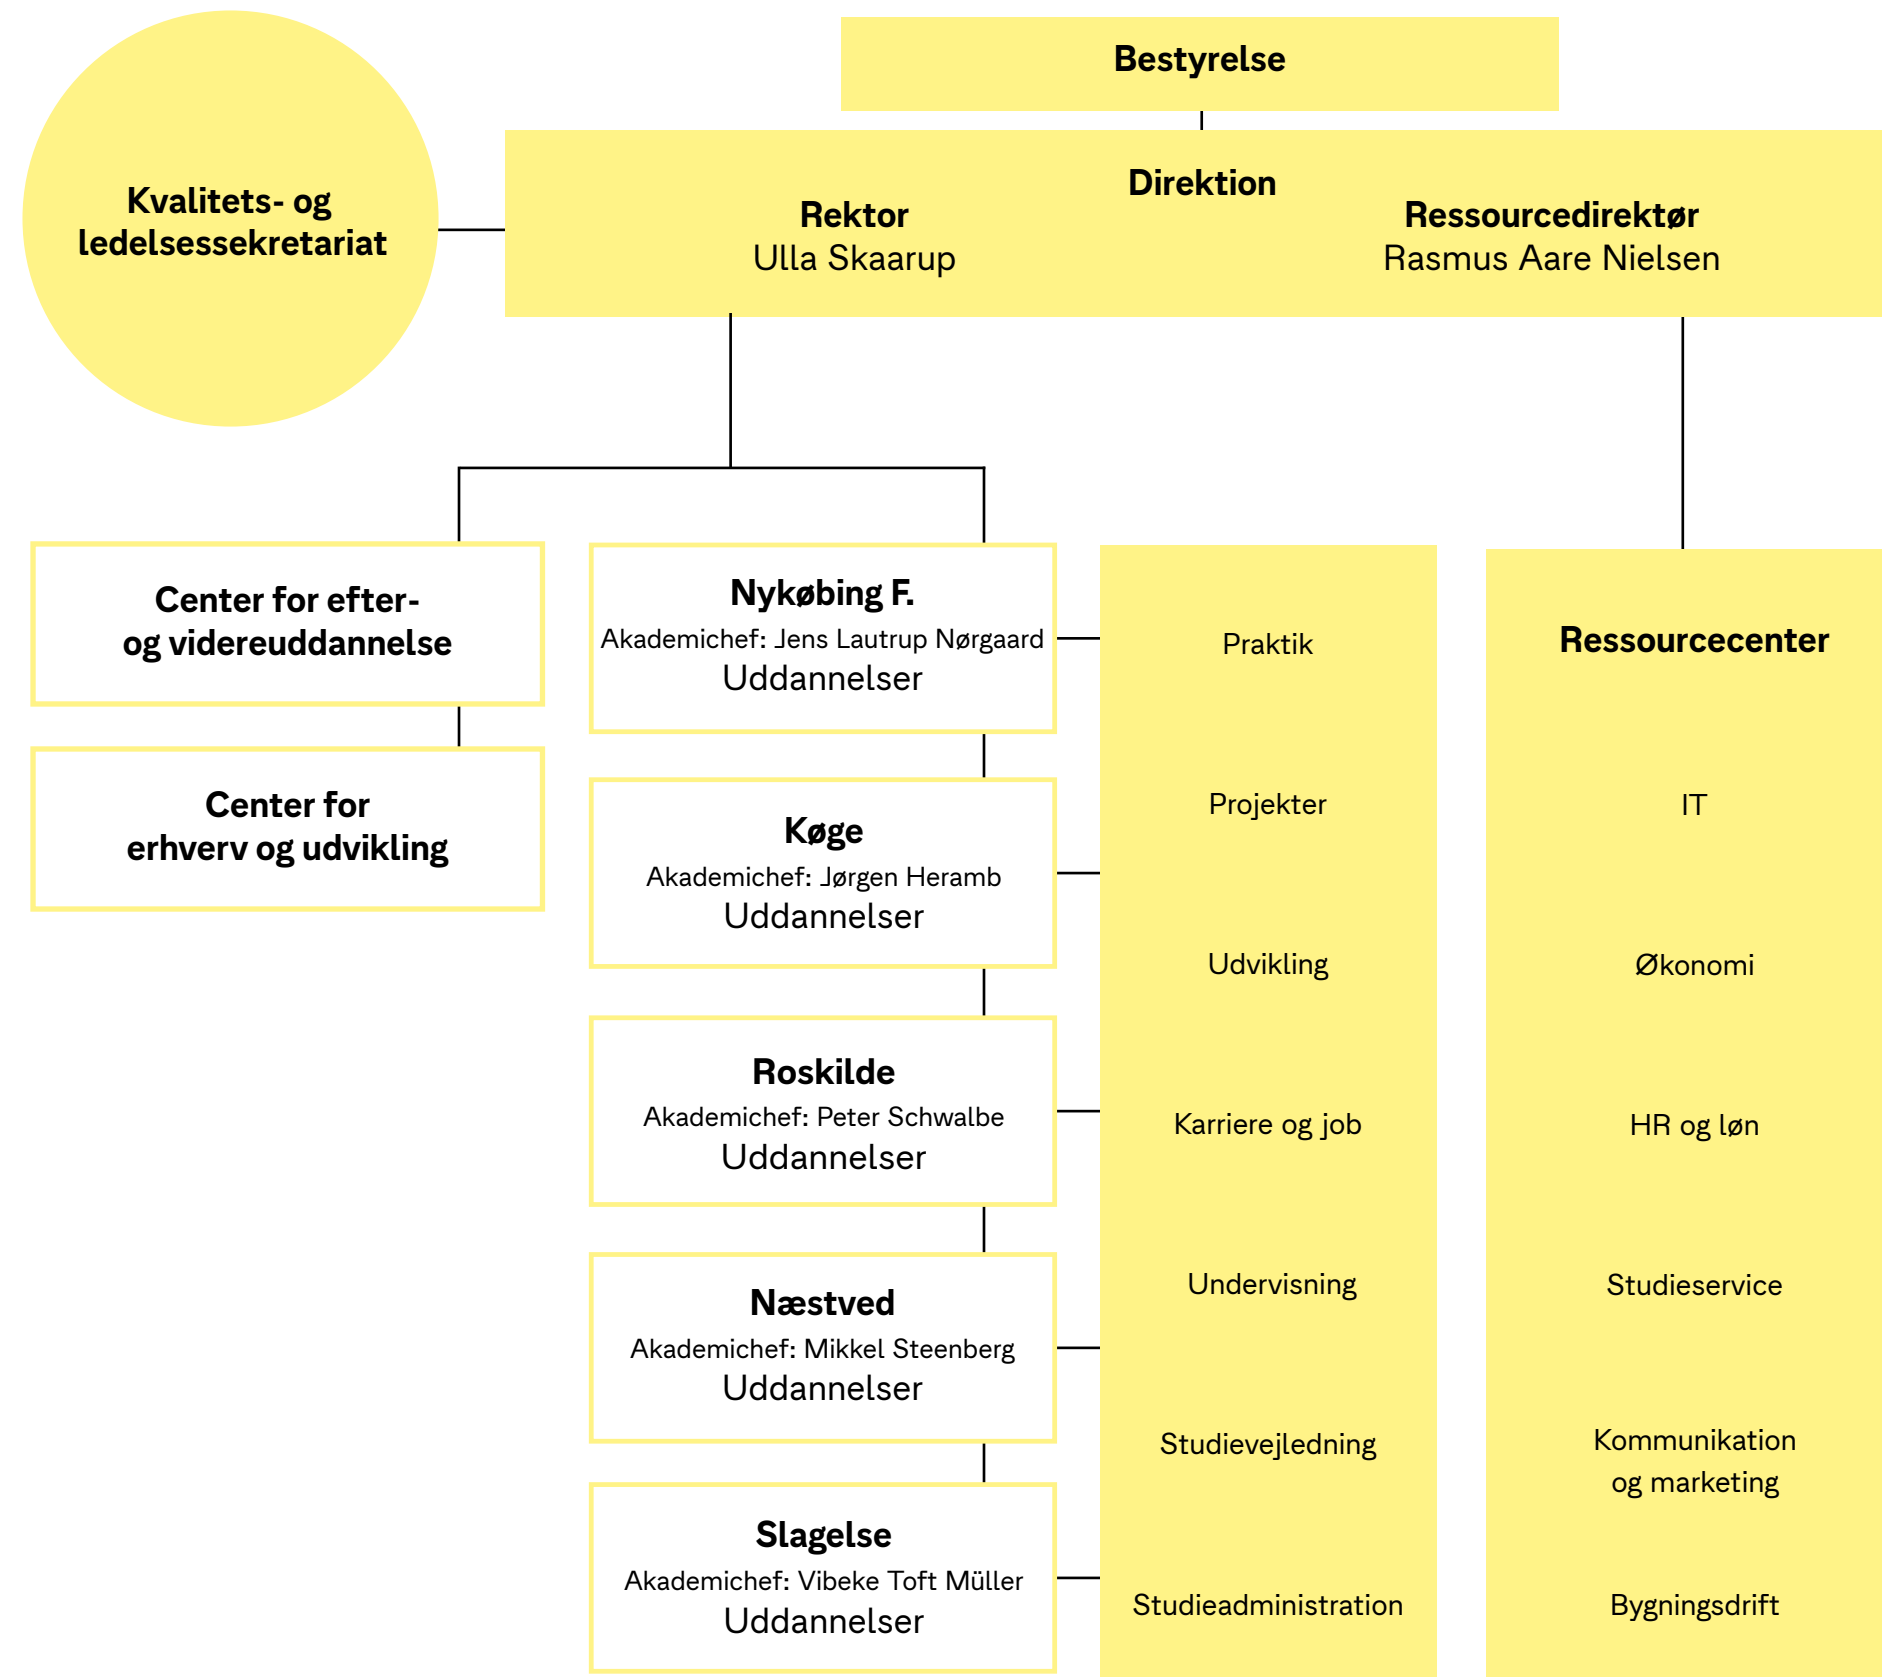 Bestyrelse
Kvalitets- og
ledelsessekretariat
Direktion
Rektor
Ulla Skaarup
Ressourcedirektør
Rasmus Aare Nielsen
Center for efter-
og videreuddannelse
Center for
erhverv og udvikling
Nykøbing F.
Akademichef: Jens Lautrup Nørgaard
Uddannelser
Køge
Akademichef: Jørgen Heramb
Uddannelser
Roskilde
Akademichef: Peter Schwalbe
Uddannelser
Næstved
Akademichef: Mikkel Steenberg
Uddannelser
Slagelse
Akademichef: Vibeke Toft Müller
Uddannelser
Praktik
Projekter
Udvikling
Karriere og job
Undervisning
Studievejledning
Studieadministration
Ressourcecenter
IT
Økonomi
HR og løn
Studieservice
Kommunikation
og marketing
Bygningsdrift